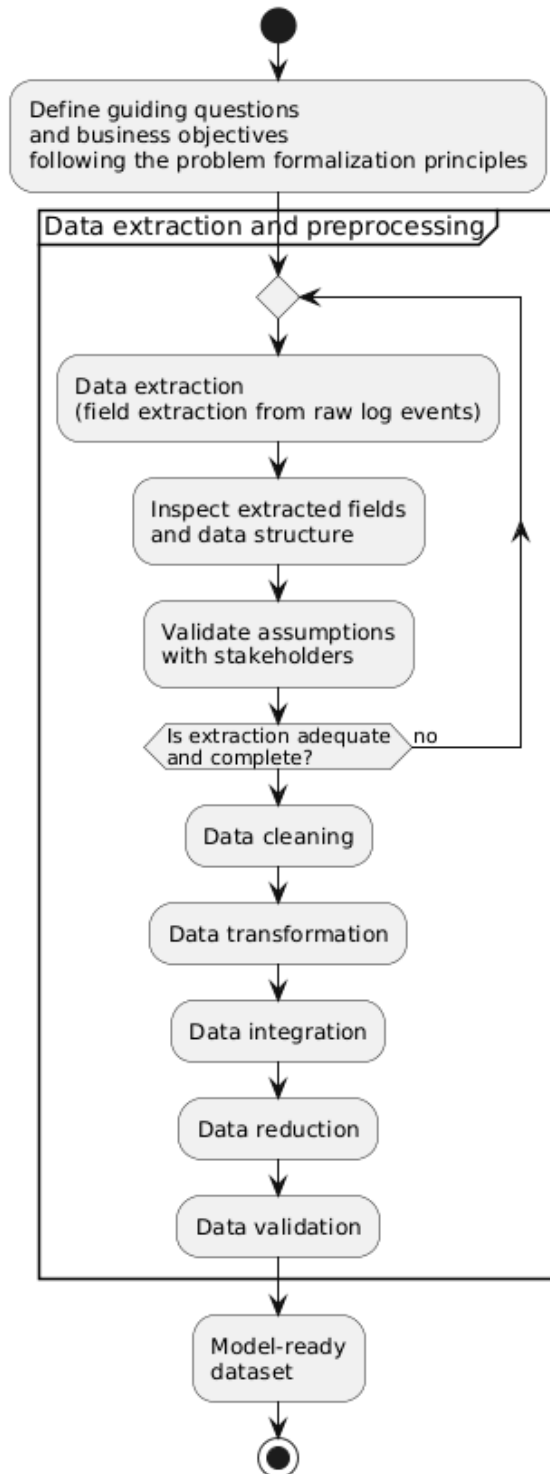 Define guiding questions
and business objectives
following the problem formalization principles
Data extraction and preprocessing
Data extraction
(field extraction from raw log events)
Inspect extracted fields
and data structure
Validate assumptions
with stakeholders
Is extraction adequate
and complete?
no
Data cleaning
Data transformation
Data integration
Data reduction
Data validation
Model-ready
dataset